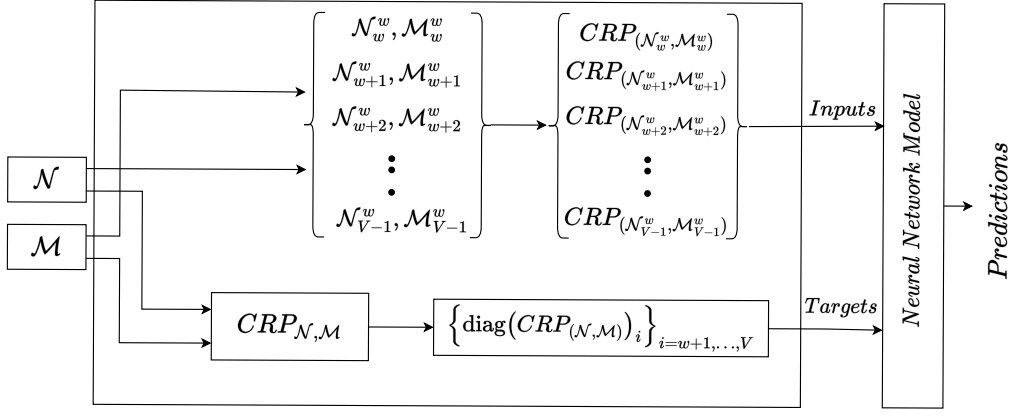 𝒩
ℳ
𝒩_w^w, ℳ_w^w
𝒩_{w+1}^w, ℳ_{w+1}^w
𝒩_{w+2}^w, ℳ_{w+2}^w
𝒩_{V-1}^w, ℳ_{V-1}^w
CRP_{(𝒩_w^w, ℳ_w^w)}
CRP_{(𝒩_{w+1}^w, ℳ_{w+1}^w)}
CRP_{(𝒩_{w+2}^w, ℳ_{w+2}^w)}
CRP_{(𝒩_{V-1}^w, ℳ_{V-1}^w)}
Inputs
CRP_{𝒩,ℳ}
{diag(CRP_{(𝒩,ℳ)})_i}_{i=w+1,…,V}
Targets
Neural Network Model
Predictions